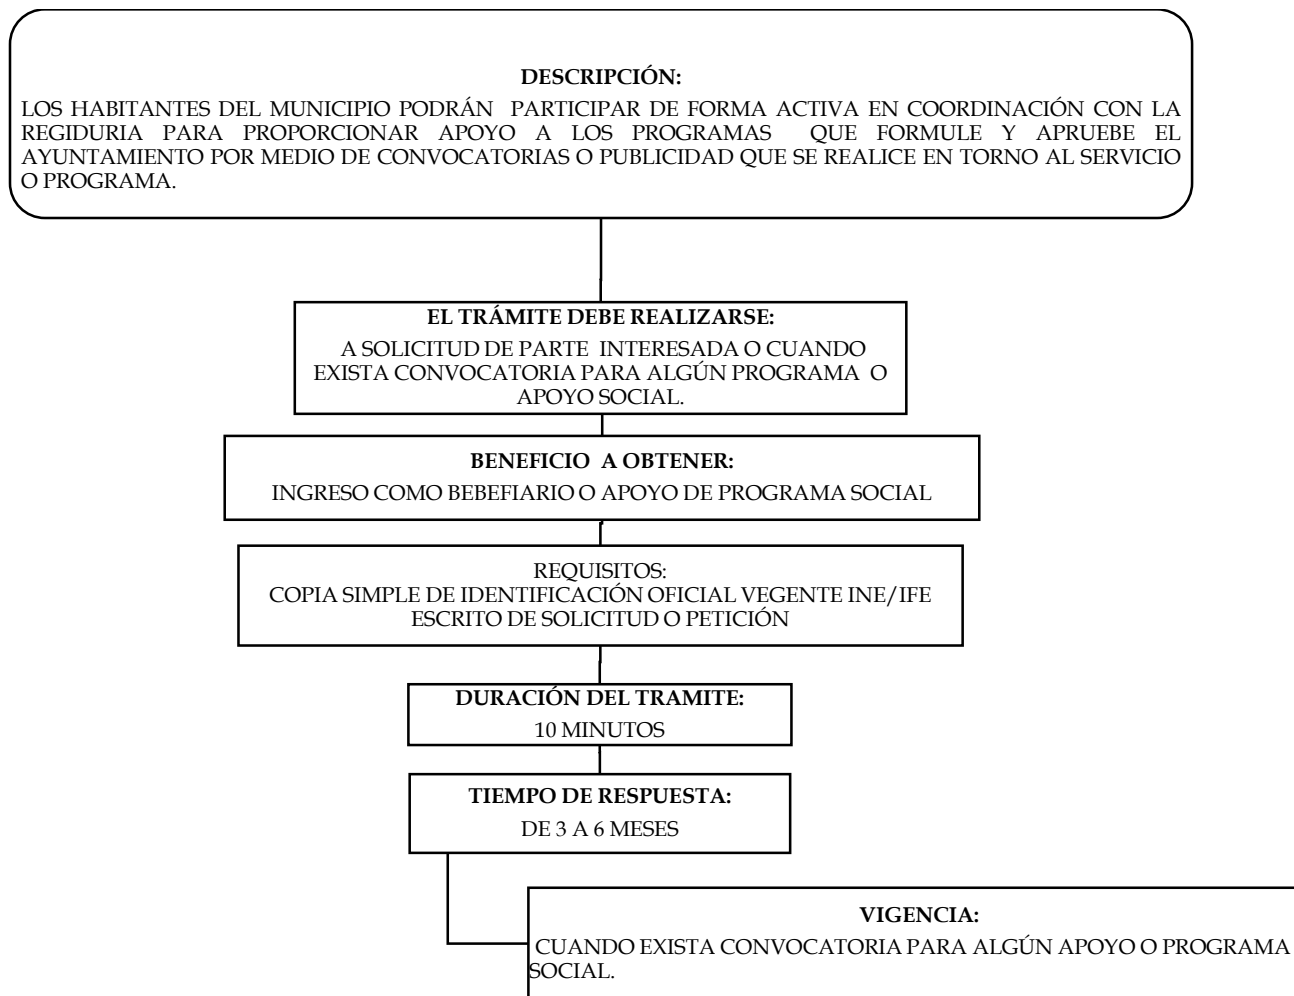 DESCRIPCIÓN:
LOS HABITANTES DEL MUNICIPIO PODRÁN PARTICIPAR DE FORMA ACTIVA EN COORDINACIÓN CON LA
REGIDURIA PARA PROPORCIONAR APOYO A LOS PROGRAMAS QUE FORMULE Y APRUEBE EL
AYUNTAMIENTO POR MEDIO DE CONVOCATORIAS O PUBLICIDAD QUE SE REALICE EN TORNO AL SERVICIO
O PROGRAMA.
EL TRÁMITE DEBE REALIZARSE:
A SOLICITUD DE PARTE INTERESADA O CUANDO
EXISTA CONVOCATORIA PARA ALGÚN PROGRAMA O
APOYO SOCIAL.
BENEFICIO A OBTENER:
INGRESO COMO BEBEFIARIO O APOYO DE PROGRAMA SOCIAL
REQUISITOS:
COPIA SIMPLE DE IDENTIFICACIÓN OFICIAL VEGENTE INE/IFE
ESCRITO DE SOLICITUD O PETICIÓN
DURACIÓN DEL TRAMITE:
10 MINUTOS
TIEMPO DE RESPUESTA:
DE 3 A 6 MESES
VIGENCIA:
CUANDO EXISTA CONVOCATORIA PARA ALGÚN APOYO O PROGRAMA
SOCIAL.